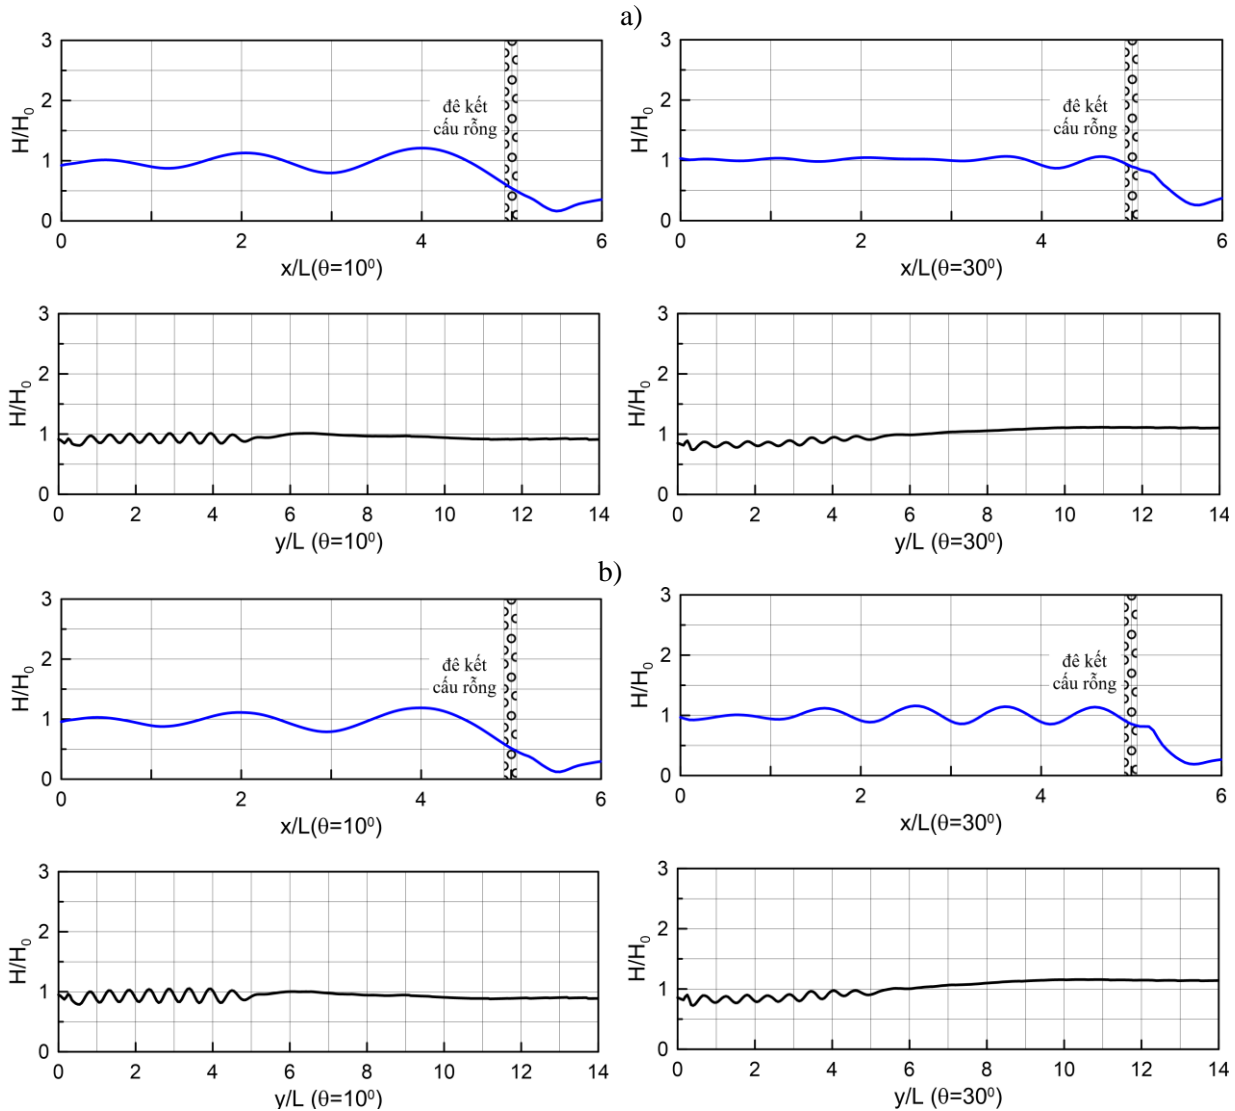 a)
3
2
1
0
H/H₀
đê kết
cấu rỗng
0 2 4 6
x/L(θ=10⁰)
3
2
1
0
H/H₀
đê kết
cấu rỗng
0 2 4 6
x/L(θ=30⁰)
3
2
1
0
H/H₀
0 2 4 6 8 10 12 14
y/L (θ=10⁰)
3
2
1
0
H/H₀
0 2 4 6 8 10 12 14
y/L (θ=30⁰)
b)
3
2
1
0
H/H₀
đê kết
cấu rỗng
0 2 4 6
x/L(θ=10⁰)
3
2
1
0
H/H₀
đê kết
cấu rỗng
0 2 4 6
x/L(θ=30⁰)
3
2
1
0
H/H₀
0 2 4 6 8 10 12 14
y/L (θ=10⁰)
3
2
1
0
H/H₀
0 2 4 6 8 10 12 14
y/L (θ=30⁰)